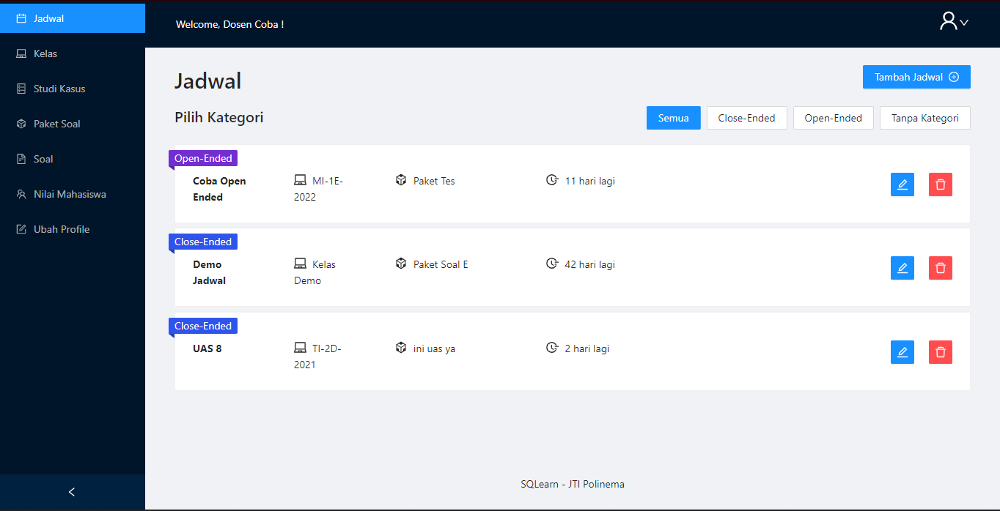 Jadwal
Kelas
Studi Kasus
Paket Soal
Soal
Nilai Mahasiswa
Ubah Profile
Welcome, Dosen Coba !
Jadwal
Tambah Jadwal
Pilih Kategori
Semua
Close-Ended
Open-Ended
Tanpa Kategori
Open-Ended
Coba Open
Ended
MI-1E-
2022
Paket Tes
11 hari lagi
Close-Ended
Demo
Jadwal
Kelas
Demo
Paket Soal E
42 hari lagi
Close-Ended
UAS 8
TI-2D-
2021
ini uas ya
2 hari lagi
SQLearn - JTI Polinema